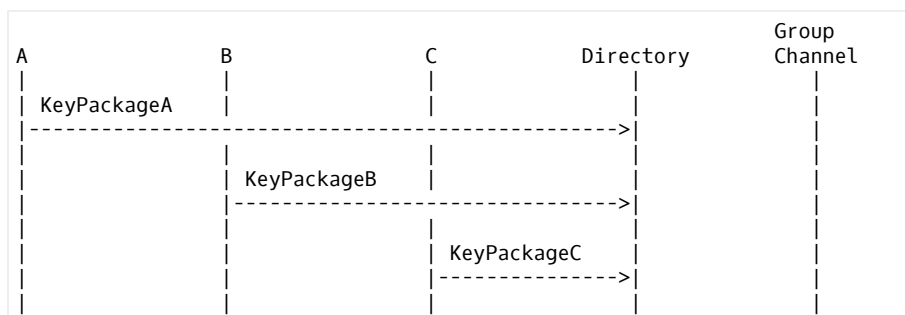 Group
A              B              C           Directory            Channel
| KeyPackageA  |              |                |                 |
|--------------------------------------------->|                 |
|              | KeyPackageB  |                |                 |
|              |------------------------------>|                 |
|              |              | KeyPackageC    |                 |
|              |              |--------------->|                 |